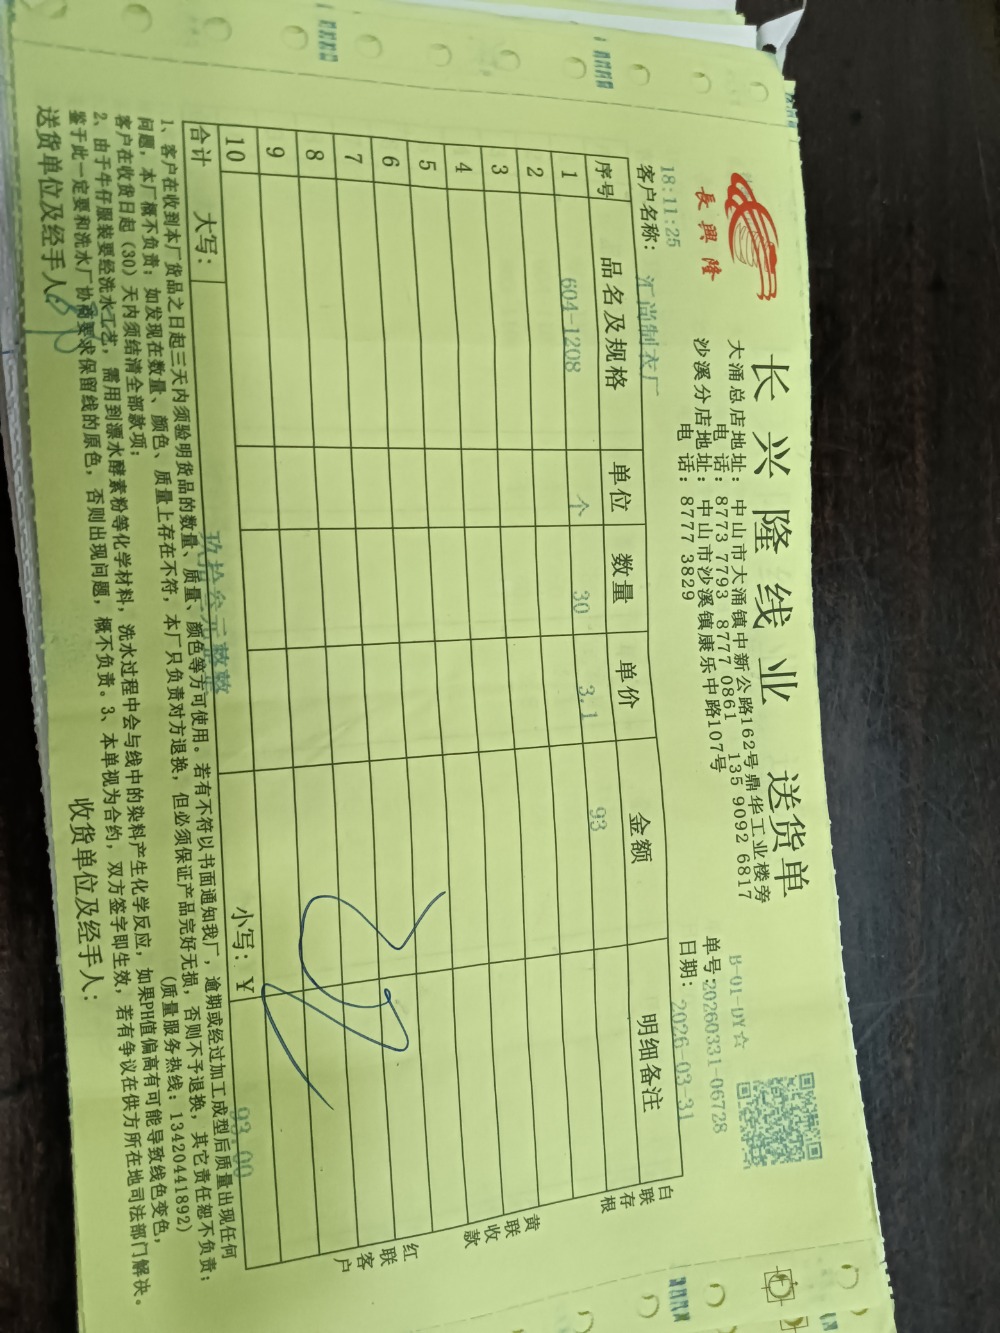 長興隆
长兴隆线业 送货单
大涌总店地址：中山市大涌镇中新公路162号鼎华工业楼旁
电话：8773 7793 8777 0861 135 9092 6817
沙溪分店地址：中山市沙溪镇康乐中路107号
电话：8777 3829
B-01-DY☆
单号：20260331-06728
18:11:25
日期：2026-03-31
客户名称：汇尚制衣厂
序号 品名及规格 单位 数量 单价 金额 明细备注
1 604-1208 个 30 3.1 93
2
3
4
5
6
7
8
9
10
合计 大写：玖拾叁元整 小写：￥ 93.00
白联存根
黄联收款
红联客户
1、客户在收到本厂货品之日起三天内须验明货品的数量、质量、颜色等方可使用。若有不符以书面通知我厂，逾期或经过加工成型后质量出现任何
问题，本厂概不负责；如发现在数量、颜色、质量上存在不符，本厂只负责对方退换，但必须保证产品完好无损，否则不予退换，其它责任恕不负责；
客户在收货日起（30）天内须结清全部款项； （质量服务热线：13420441892）
2、由于牛仔服装要经洗水工艺，需用到漂水酵素粉等化学材料，洗水过程中会与线中的染料产生化学反应，如果PH值偏高有可能导致线色变色，
鉴于此一定要和洗水厂协商要求保留线的原色，否则出现问题，概不负责。3、本单视为合约，双方签字即生效，若有争议在供方所在地司法部门解决。
送货单位及经手人： 收货单位及经手人：